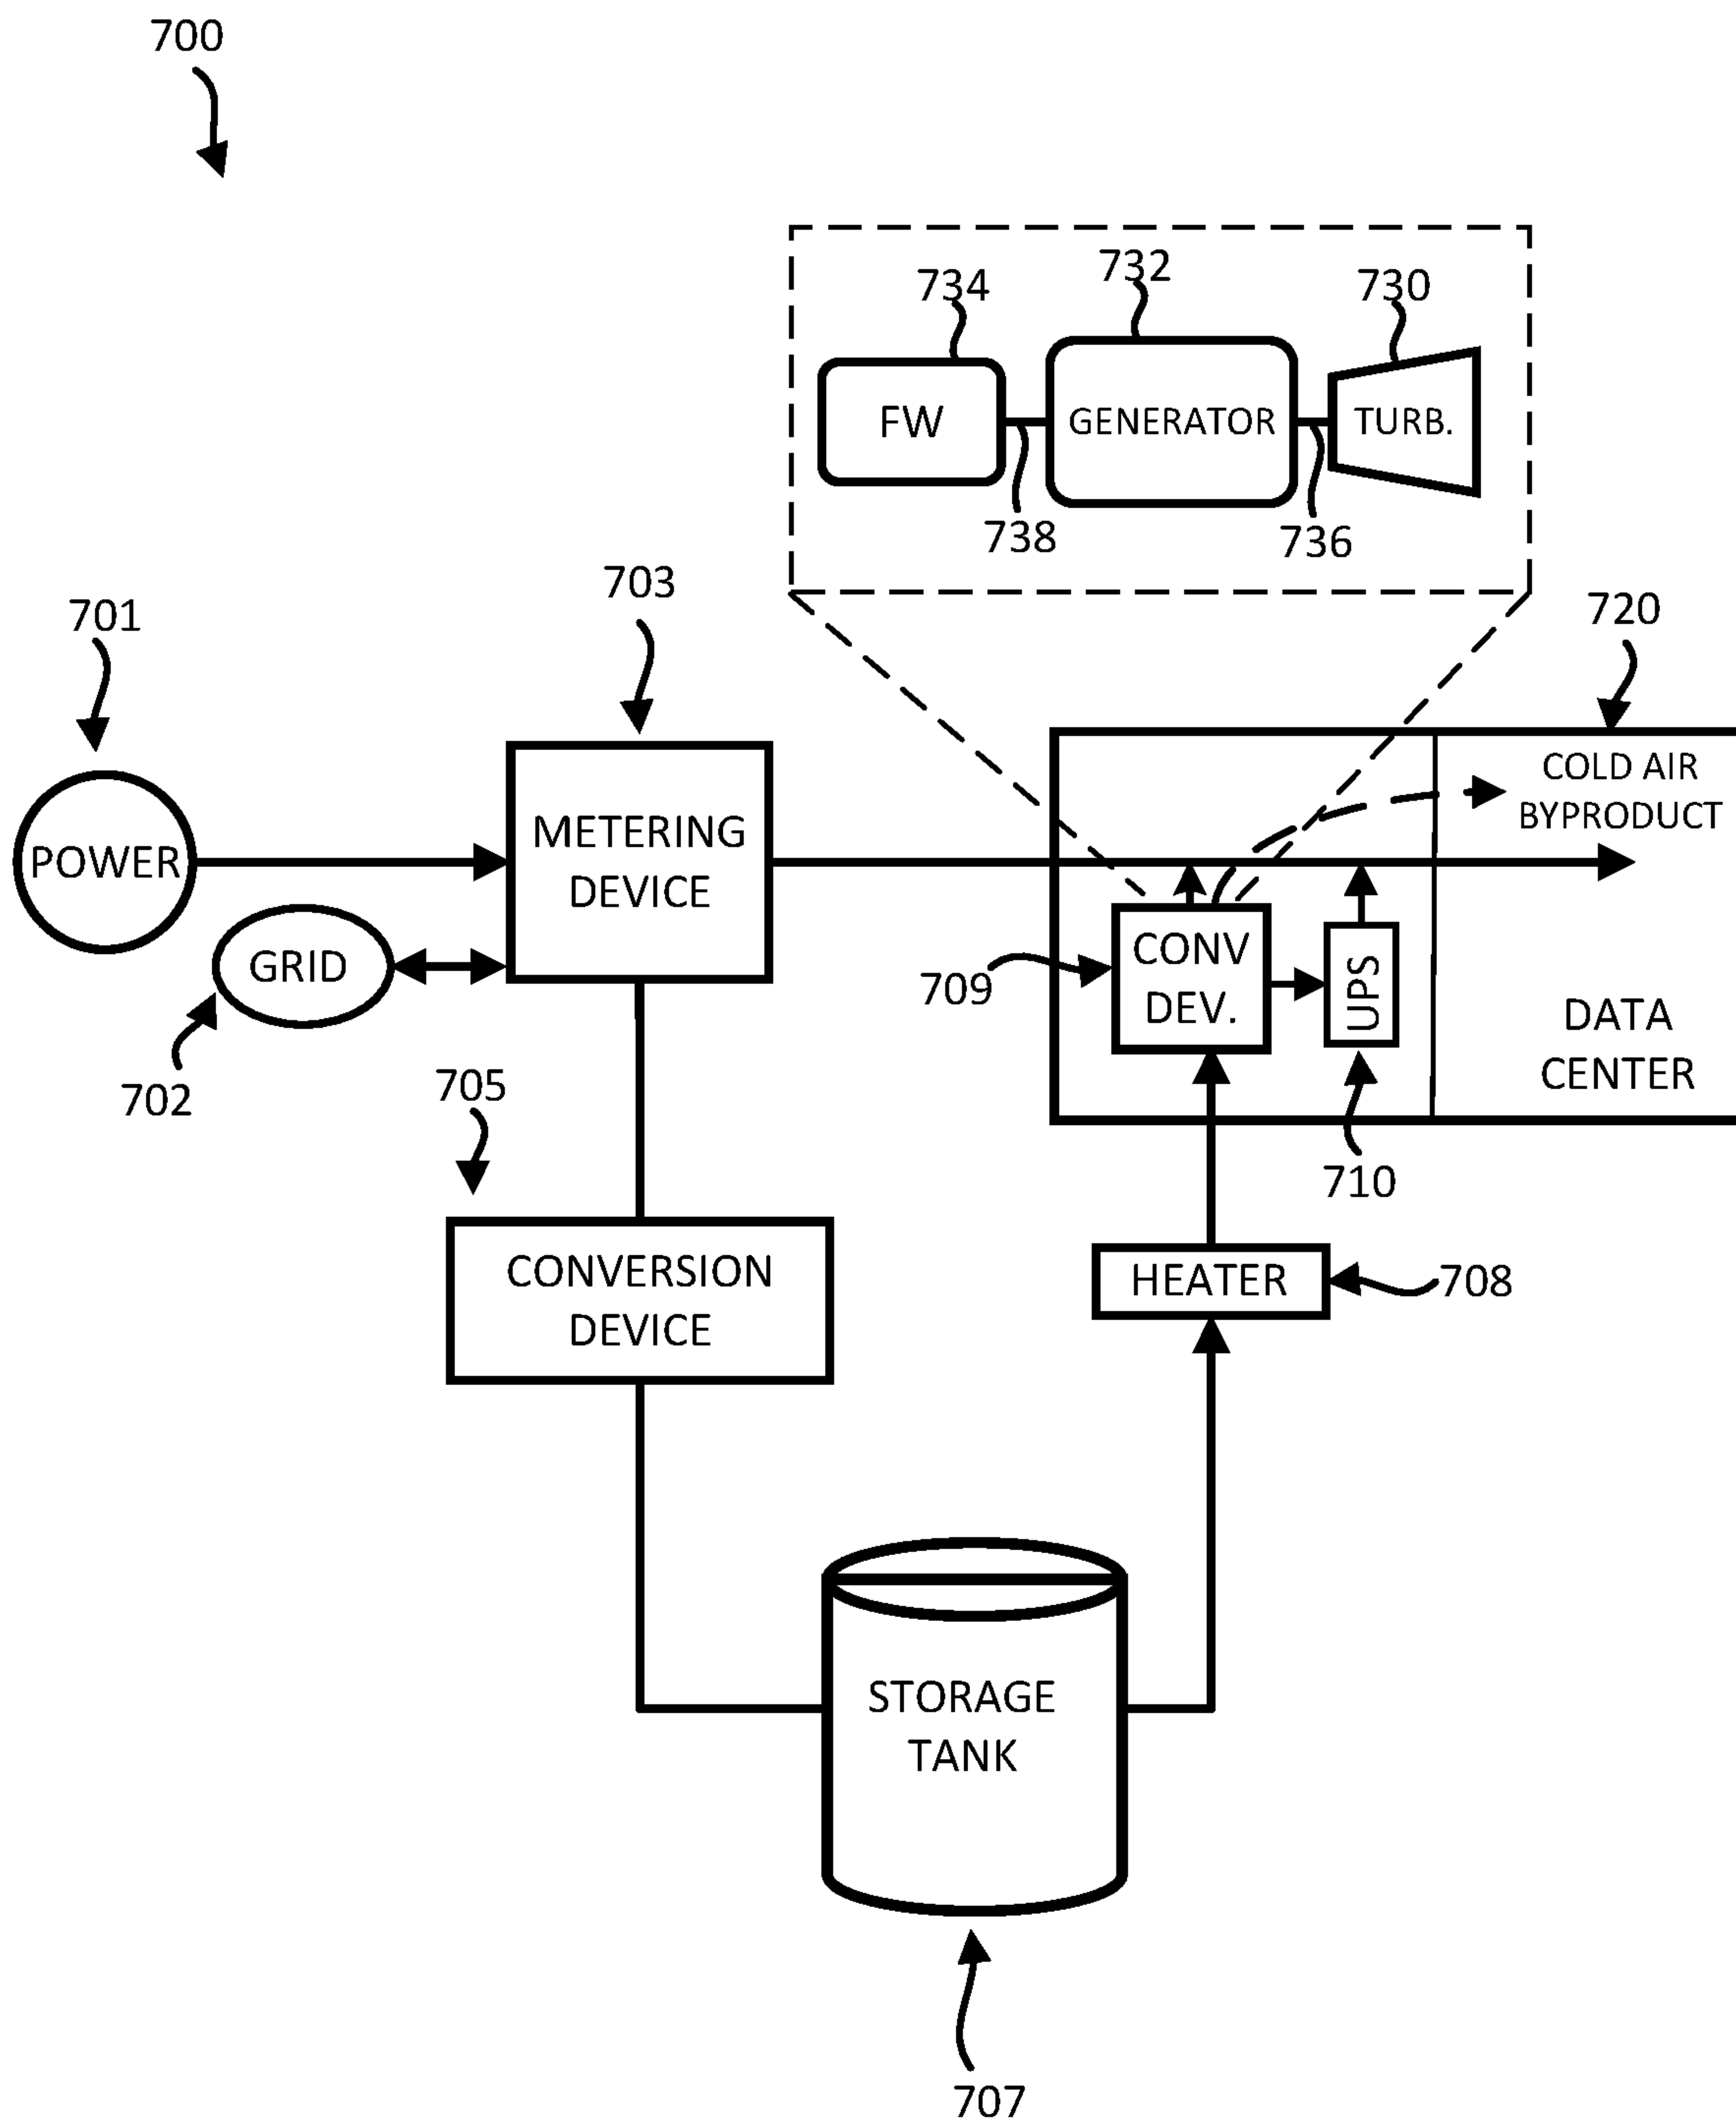 700
734
732
730
FW
GENERATOR
TURB.
738
736
701
703
720
POWER
METERING
DEVICE
COLD AIR
BYPRODUCT
GRID
702
709
CONV
DEV.
UPS
DATA
CENTER
705
710
CONVERSION
DEVICE
HEATER
708
STORAGE
TANK
707